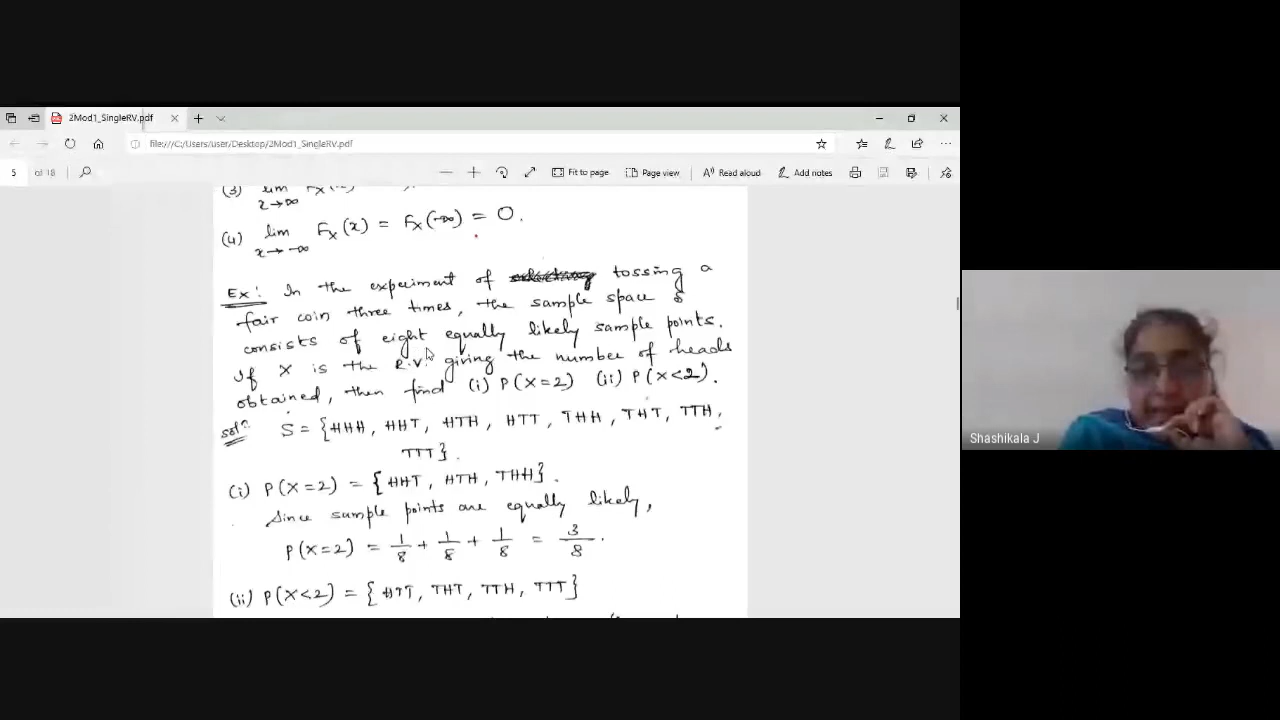 2Mod1_SingleRV.pdf
file:///C:/Users/user/Desktop/2Mod1_SingleRV.pdf
5 of 18 Fit to page Page view Read aloud Add notes
(3) lim
x→∞
(4) lim Fx(x) = Fx(-∞) = 0.
x→-∞
Ex: In the experiment of tossing a
fair coin three times, the sample space S
consists of eight equally likely sample points.
If X is the R.V. giving the number of heads
obtained, then find (i) P(X=2) (ii) P(X<2).
Sol? S = {HHH, HHT, HTH, HTT, THH, THT, TTH,
TTT}.
(i) P(X=2) = {HHT, HTH, THH}.
Since sample points are equally likely,
P(X=2) = 1/8 + 1/8 + 1/8 = 3/8.
(ii) P(X<2) = {HTT, THT, TTH, TTT}
Shashikala J